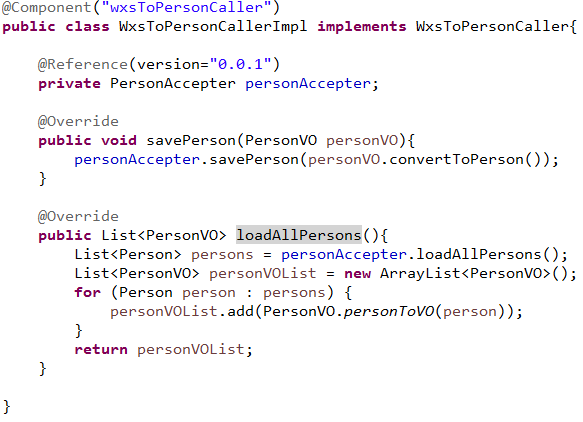 @Component("wxsToPersonCaller")
public class WxsToPersonCallerImpl implements WxsToPersonCaller{
@Reference(version="0.0.1")
private PersonAccepter personAccepter;
@Override
public void savePerson(PersonVO personVO){
personAccepter.savePerson(personVO.convertToPerson());
}
@Override
public List<PersonVO> loadAllPersons(){
List<Person> persons = personAccepter.loadAllPersons();
List<PersonVO> personVOList = new ArrayList<PersonVO>();
for (Person person : persons) {
personVOList.add(PersonVO.personToVO(person));
}
return personVOList;
}
}